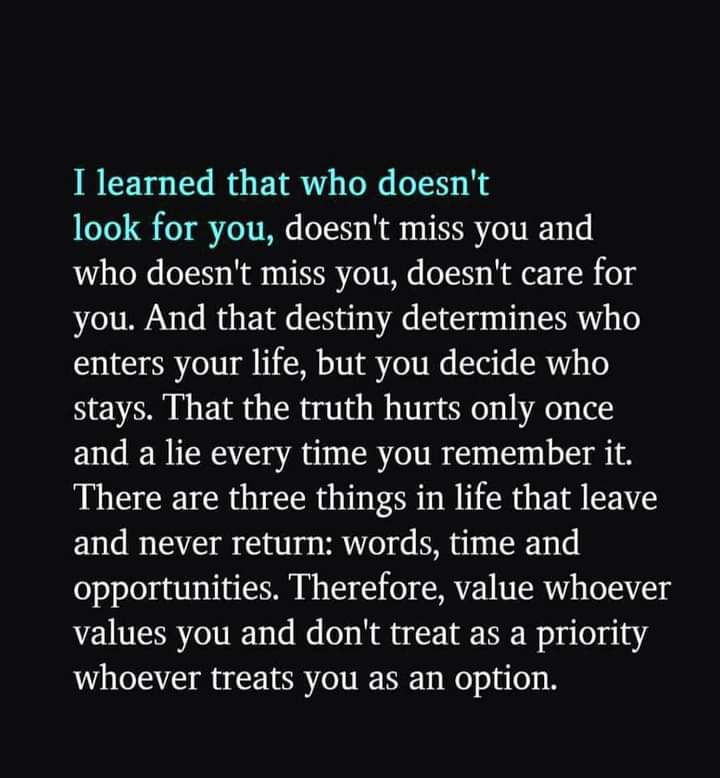 I learned that who doesn't
look for you, doesn't miss you and
who doesn't miss you, doesn't care for
you. And that destiny determines who
enters your life, but you decide who
stays. That the truth hurts only once
and a lie every time you remember it.
There are three things in life that leave
and never return: words, time and
opportunities. Therefore, value whoever
values you and don't treat as a priority
whoever treats you as an option.